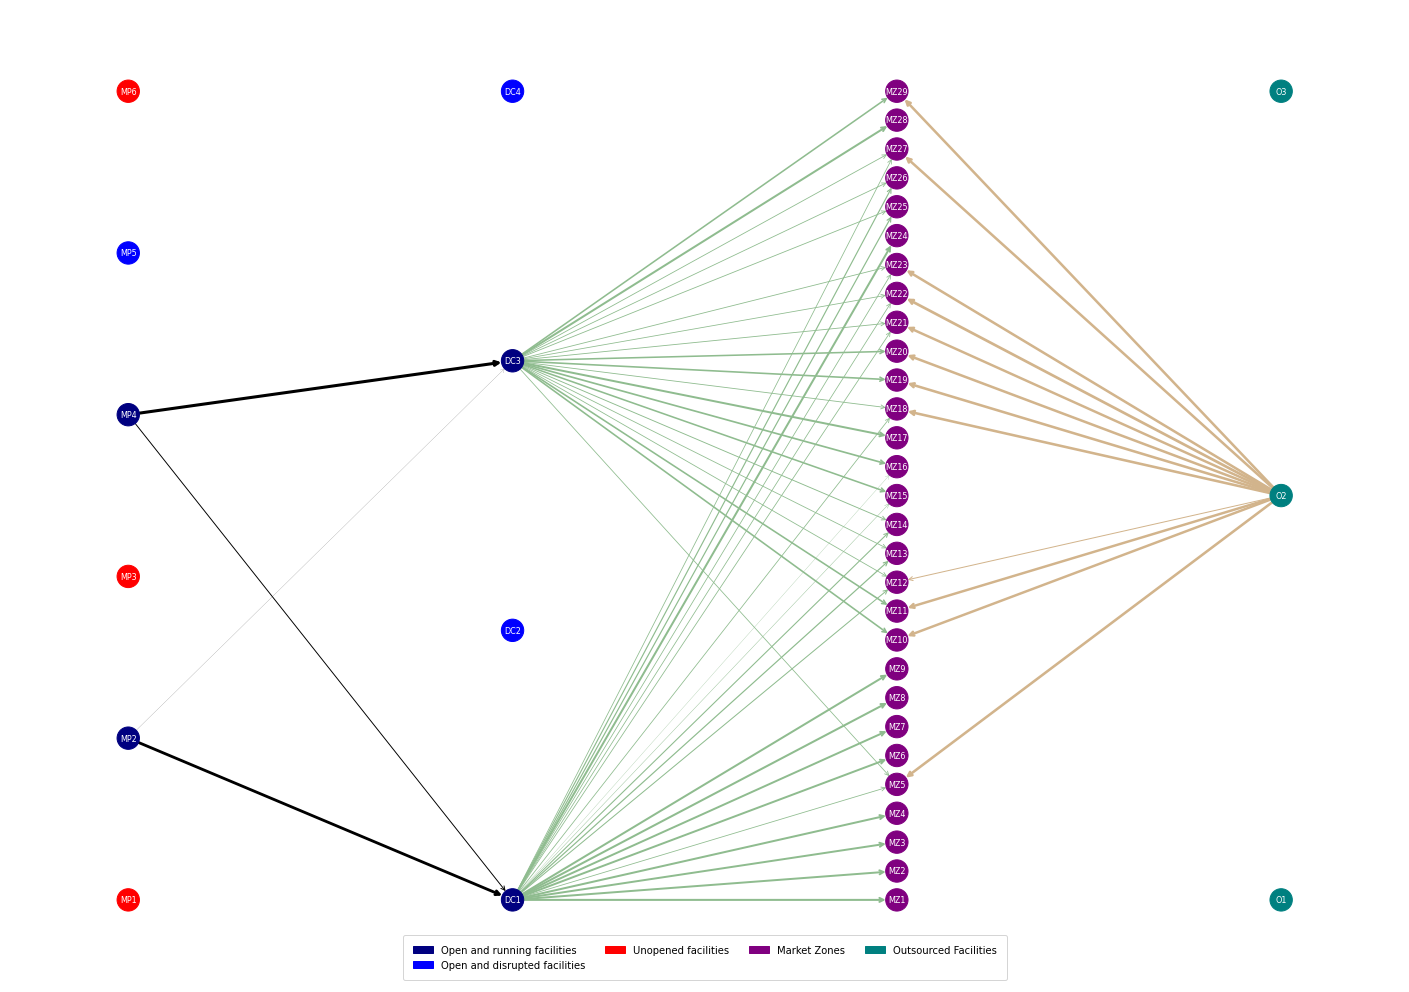 MP6
DC4
MZ29
O3
MZ28
MZ27
MZ26
MZ25
MZ24
MP5
MZ23
MZ22
MZ21
MZ20
DC3
MZ19
MZ18
MP4
MZ17
MZ16
MZ15
O2
MZ14
MZ13
MP3
MZ12
MZ11
DC2
MZ10
MZ9
MZ8
MZ7
MP2
MZ6
MZ5
MZ4
MZ3
MZ2
MP1
DC1
MZ1
O1
Open and running facilities
Unopened facilities
Market Zones
Outsourced Facilities
Open and disrupted facilities